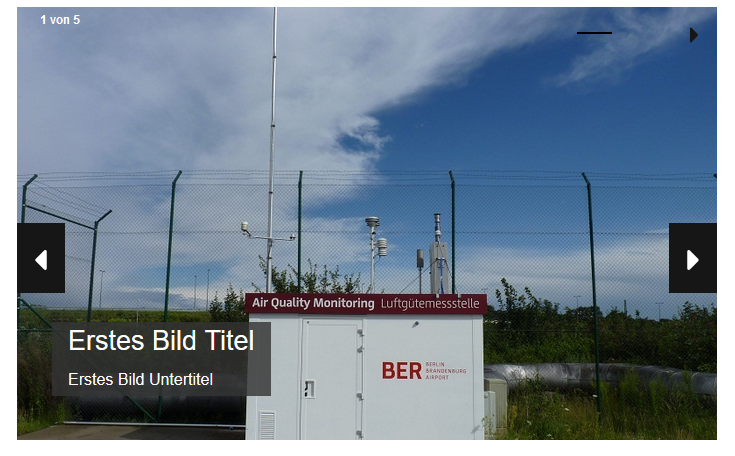 1 von 5
Air Quality Monitoring Luftgütemessstelle
Erstes Bild Titel
Erstes Bild Untertitel
BER BERLIN
BRANDENBURG
AIRPORT